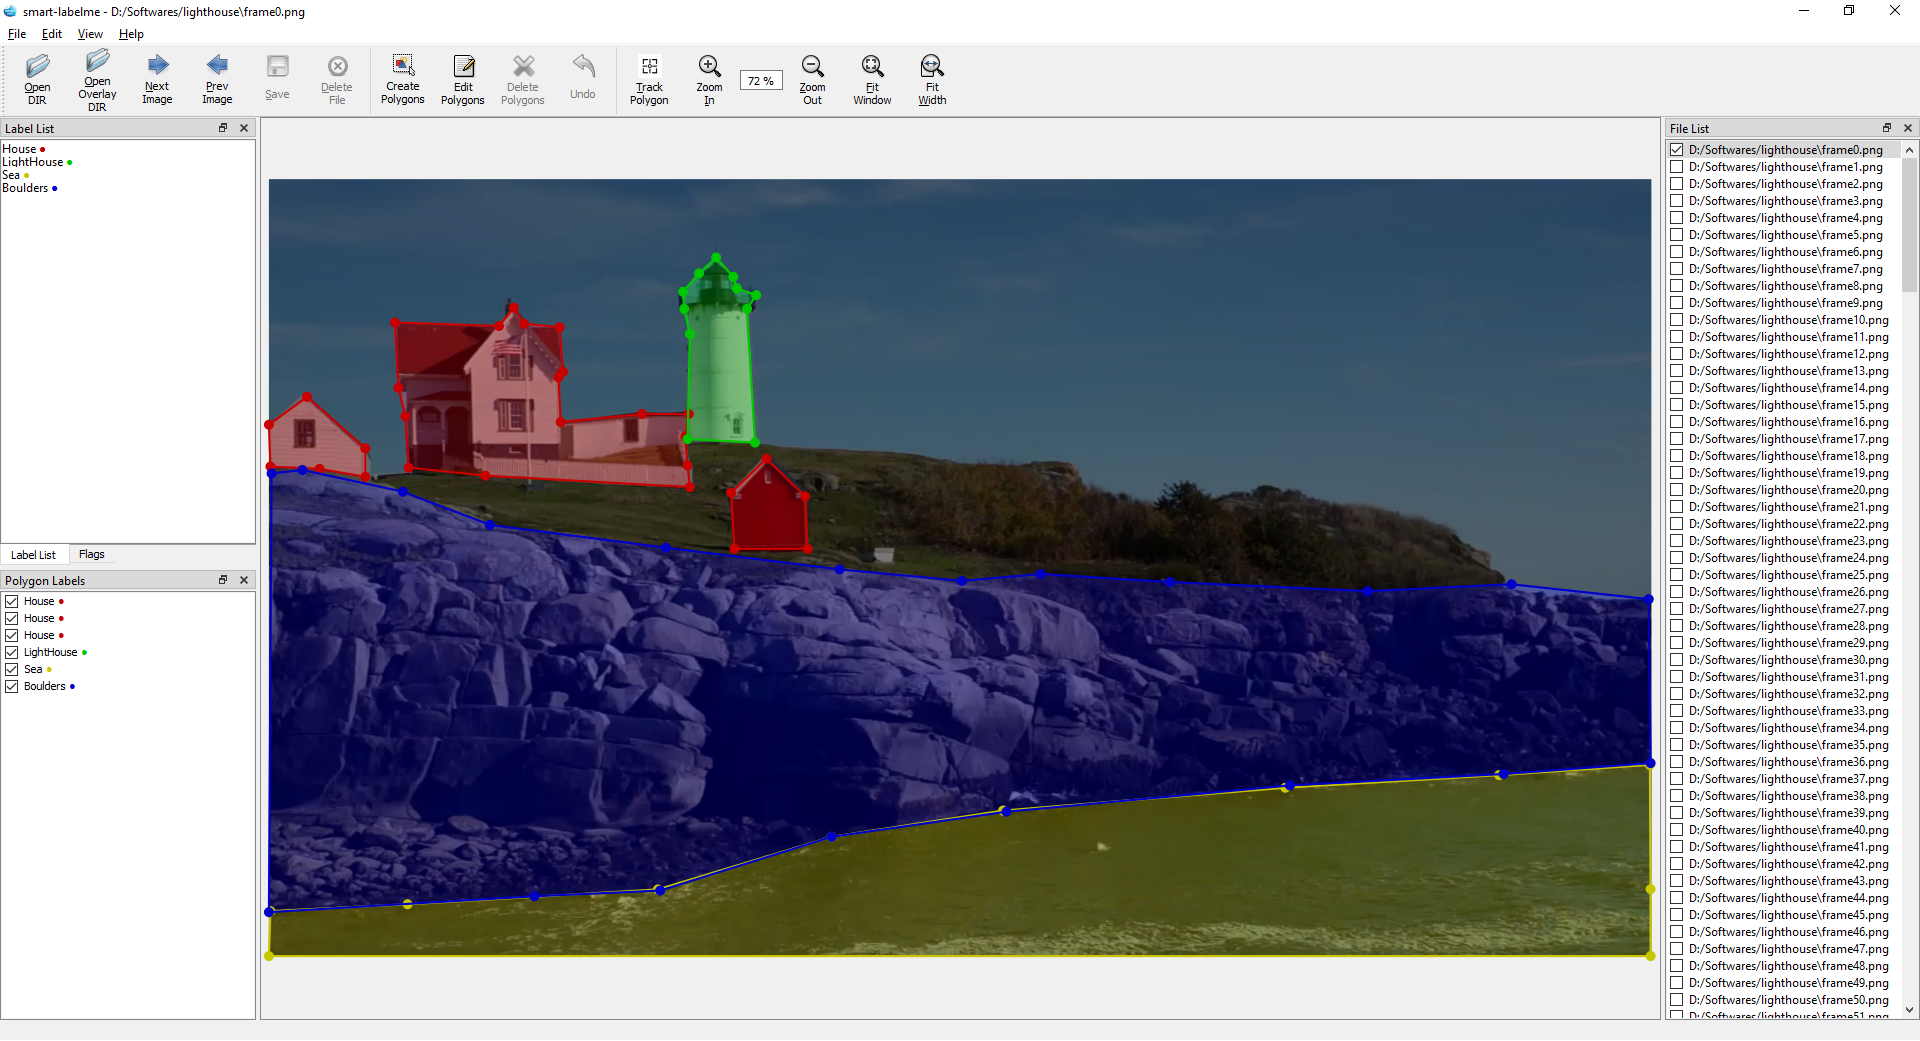 smart-labelme - D:/Softwares/lighthouse\frame0.png
File Edit View Help
Open DIR
Open Overlay DIR
Next Image
Prev Image
Save
Delete File
Create Polygons
Edit Polygons
Delete Polygons
Undo
Track Polygon
Zoom In
72 %
Zoom Out
Fit Window
Fit Width
Label List
House
LightHouse
Sea
Boulders
Label List
Flags
Polygon Labels
House
House
House
LightHouse
Sea
Boulders
File List
D:/Softwares/lighthouse\frame0.png
D:/Softwares/lighthouse\frame1.png
D:/Softwares/lighthouse\frame2.png
D:/Softwares/lighthouse\frame3.png
D:/Softwares/lighthouse\frame4.png
D:/Softwares/lighthouse\frame5.png
D:/Softwares/lighthouse\frame6.png
D:/Softwares/lighthouse\frame7.png
D:/Softwares/lighthouse\frame8.png
D:/Softwares/lighthouse\frame9.png
D:/Softwares/lighthouse\frame10.png
D:/Softwares/lighthouse\frame11.png
D:/Softwares/lighthouse\frame12.png
D:/Softwares/lighthouse\frame13.png
D:/Softwares/lighthouse\frame14.png
D:/Softwares/lighthouse\frame15.png
D:/Softwares/lighthouse\frame16.png
D:/Softwares/lighthouse\frame17.png
D:/Softwares/lighthouse\frame18.png
D:/Softwares/lighthouse\frame19.png
D:/Softwares/lighthouse\frame20.png
D:/Softwares/lighthouse\frame21.png
D:/Softwares/lighthouse\frame22.png
D:/Softwares/lighthouse\frame23.png
D:/Softwares/lighthouse\frame24.png
D:/Softwares/lighthouse\frame25.png
D:/Softwares/lighthouse\frame26.png
D:/Softwares/lighthouse\frame27.png
D:/Softwares/lighthouse\frame28.png
D:/Softwares/lighthouse\frame29.png
D:/Softwares/lighthouse\frame30.png
D:/Softwares/lighthouse\frame31.png
D:/Softwares/lighthouse\frame32.png
D:/Softwares/lighthouse\frame33.png
D:/Softwares/lighthouse\frame34.png
D:/Softwares/lighthouse\frame35.png
D:/Softwares/lighthouse\frame36.png
D:/Softwares/lighthouse\frame37.png
D:/Softwares/lighthouse\frame38.png
D:/Softwares/lighthouse\frame39.png
D:/Softwares/lighthouse\frame40.png
D:/Softwares/lighthouse\frame41.png
D:/Softwares/lighthouse\frame42.png
D:/Softwares/lighthouse\frame43.png
D:/Softwares/lighthouse\frame44.png
D:/Softwares/lighthouse\frame45.png
D:/Softwares/lighthouse\frame46.png
D:/Softwares/lighthouse\frame47.png
D:/Softwares/lighthouse\frame48.png
D:/Softwares/lighthouse\frame49.png
D:/Softwares/lighthouse\frame50.png
D:/Softwares/lighthouse\frame51.png